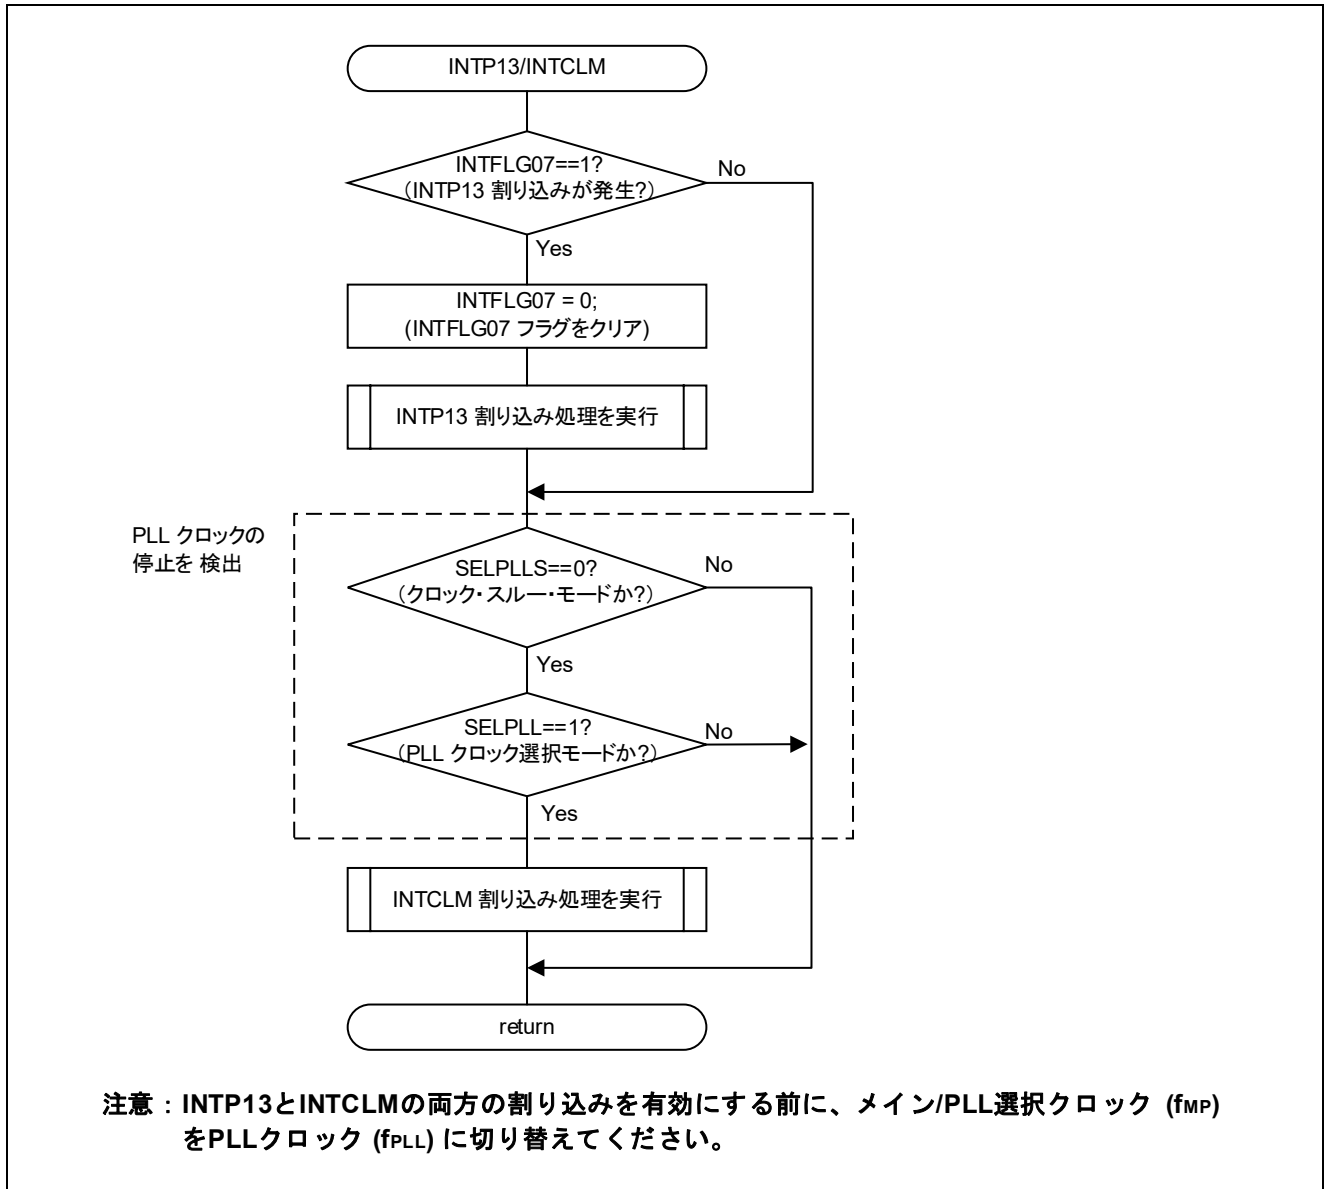 INTP13/INTCLM
INTFLG07==1?
(INTP13 割り込みが発生?)
No
Yes
INTFLG07 = 0;
(INTFLG07 フラグをクリア)
INTP13 割り込み処理を実行
PLL クロックの
停止を 検出
SELPLLS==0?
(クロック・スルー・モードか?)
No
Yes
SELPLL==1?
(PLL クロック選択モードか?)
No
Yes
INTCLM 割り込み処理を実行
return
注意：INTP13とINTCLMの両方の割り込みを有効にする前に、メイン/PLL選択クロック (fMP)
をPLLクロック (fPLL) に切り替えてください。